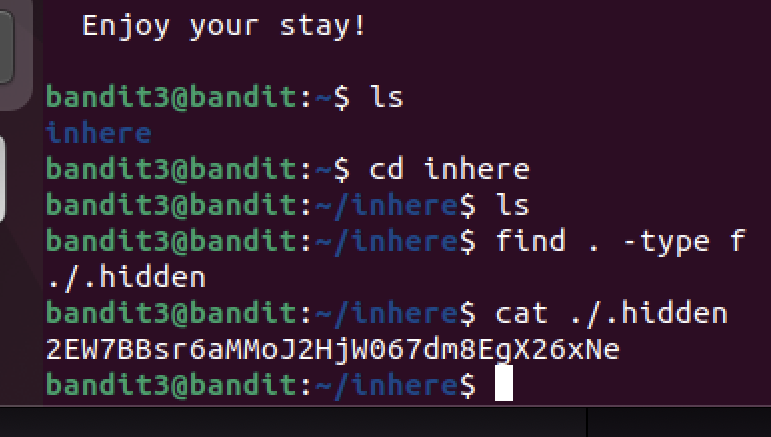 Enjoy your stay!
bandit3@bandit:~$ ls
inhere
bandit3@bandit:~$ cd inhere
bandit3@bandit:~/inhere$ ls
bandit3@bandit:~/inhere$ find . -type f
./.hidden
bandit3@bandit:~/inhere$ cat ./.hidden
2EW7BBsr6aMMoJ2HjW067dm8EgX26xNe
bandit3@bandit:~/inhere$